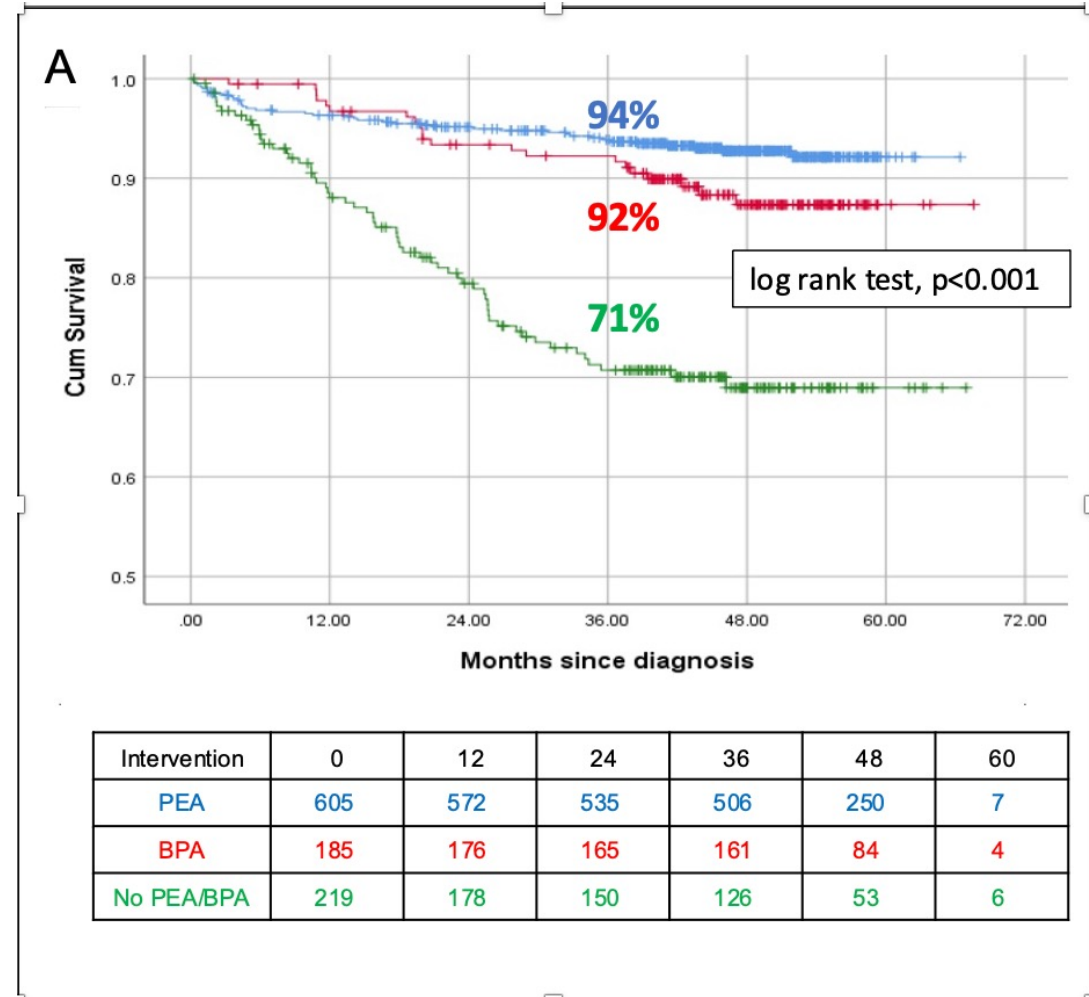 A
1.0
0.9
0.8
0.7
0.6
0.5
Cum Survival
94%
92%
71%
log rank test, p<0.001
.00 12.00 24.00 36.00 48.00 60.00 72.00
Months since diagnosis
Intervention 0 12 24 36 48 60
PEA 605 572 535 506 250 7
BPA 185 176 165 161 84 4
No PEA/BPA 219 178 150 126 53 6